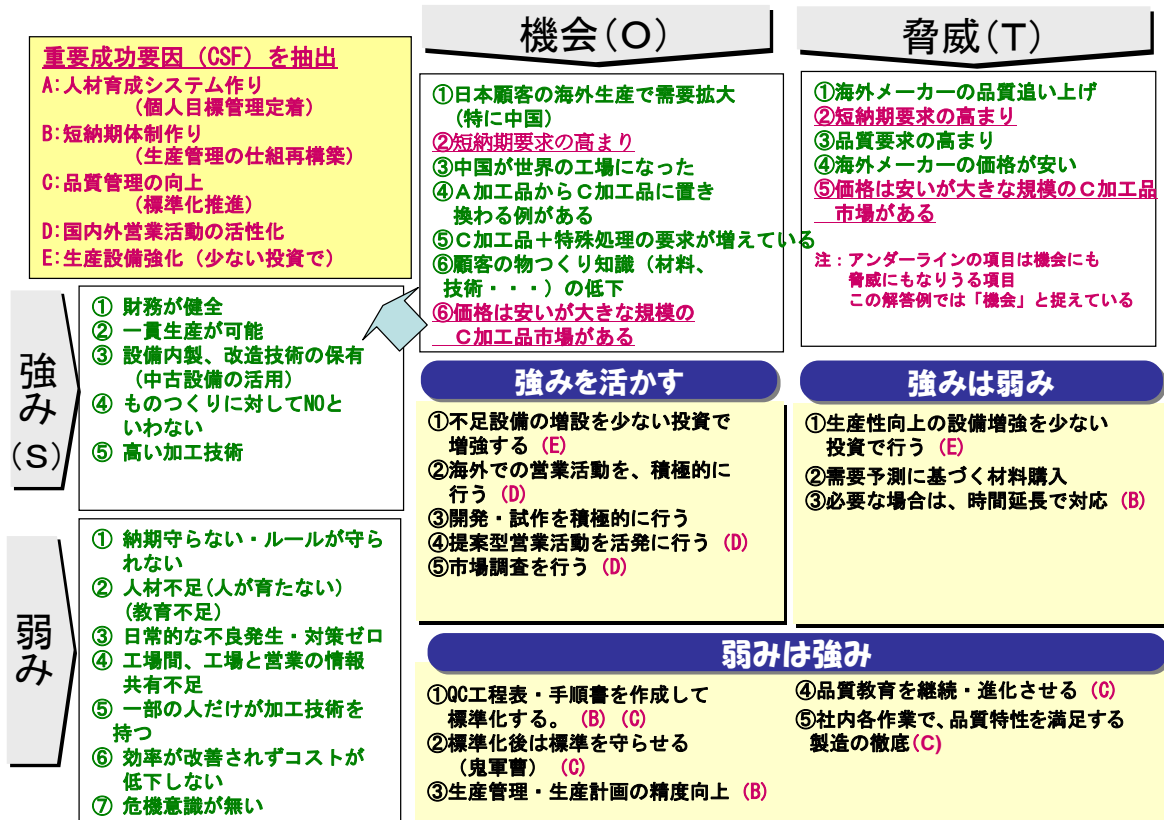 機会(O)
脅威(T)
重要成功要因（CSF）を抽出
A:人材育成システム作り
（個人目標管理定着）
B:短納期体制作り
（生産管理の仕組再構築）
C:品質管理の向上
（標準化推進）
D:国内外営業活動の活性化
E:生産設備強化（少ない投資で）
①日本顧客の海外生産で需要拡大
（特に中国）
②短納期要求の高まり
③中国が世界の工場になった
④Ａ加工品からＣ加工品に置き
換わる例がある
⑤Ｃ加工品＋特殊処理の要求が増えている
⑥顧客の物つくり知識（材料、
技術・・・）の低下
⑥価格は安いが大きな規模の
Ｃ加工品市場がある
①海外メーカーの品質追い上げ
②短納期要求の高まり
③品質要求の高まり
④海外メーカーの価格が安い
⑤価格は安いが大きな規模のＣ加工品
市場がある
注：アンダーラインの項目は機会にも
脅威にもなりうる項目
この解答例では「機会」と捉えている
強み
(S)
① 財務が健全
② 一貫生産が可能
③ 設備内製、改造技術の保有
（中古設備の活用）
④ ものつくりに対してNOと
いわない
⑤ 高い加工技術
強みを活かす
①不足設備の増設を少ない投資で
増強する（E）
②海外での営業活動を、積極的に
行う（D）
③開発・試作を積極的に行う
④提案型営業活動を活発に行う（D）
⑤市場調査を行う（D）
強みは弱み
①生産性向上の設備増強を少ない
投資で行う（E）
②需要予測に基づく材料購入
③必要な場合は、時間延長で対応（B）
弱み
① 納期守らない・ルールが守ら
れない
② 人材不足(人が育たない)
(教育不足)
③ 日常的な不良発生・対策ゼロ
④ 工場間、工場と営業の情報
共有不足
⑤ 一部の人だけが加工技術を
持つ
⑥ 効率が改善されずコストが
低下しない
⑦ 危機意識が無い
弱みは強み
①QC工程表・手順書を作成して
標準化する。（B）（C）
②標準化後は標準を守らせる
（鬼軍曹）（C）
③生産管理・生産計画の精度向上（B）
④品質教育を継続・進化させる（C）
⑤社内各作業で、品質特性を満足する
製造の徹底(C)